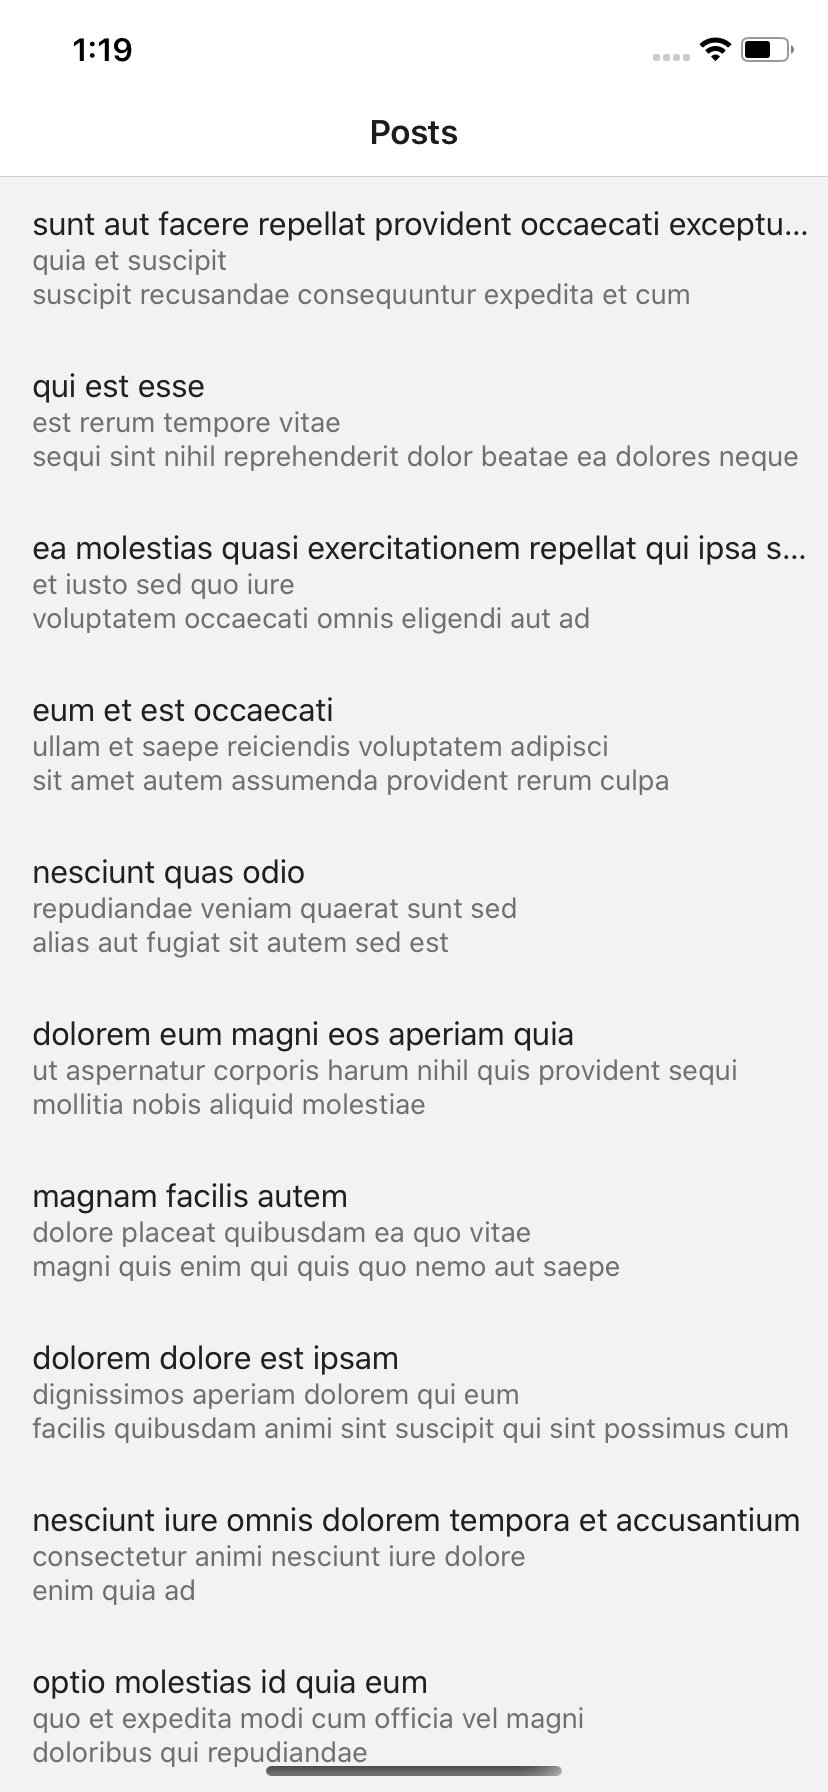 1:19
Posts
sunt aut facere repellat provident occaecati exceptu...
quia et suscipit
suscipit recusandae consequuntur expedita et cum
qui est esse
est rerum tempore vitae
sequi sint nihil reprehenderit dolor beatae ea dolores neque
ea molestias quasi exercitationem repellat qui ipsa s...
et iusto sed quo iure
voluptatem occaecati omnis eligendi aut ad
eum et est occaecati
ullam et saepe reiciendis voluptatem adipisci
sit amet autem assumenda provident rerum culpa
nesciunt quas odio
repudiandae veniam quaerat sunt sed
alias aut fugiat sit autem sed est
dolorem eum magni eos aperiam quia
ut aspernatur corporis harum nihil quis provident sequi
mollitia nobis aliquid molestiae
magnam facilis autem
dolore placeat quibusdam ea quo vitae
magni quis enim qui quis quo nemo aut saepe
dolorem dolore est ipsam
dignissimos aperiam dolorem qui eum
facilis quibusdam animi sint suscipit qui sint possimus cum
nesciunt iure omnis dolorem tempora et accusantium
consectetur animi nesciunt iure dolore
enim quia ad
optio molestias id quia eum
quo et expedita modi cum officia vel magni
doloribus qui repudiandae